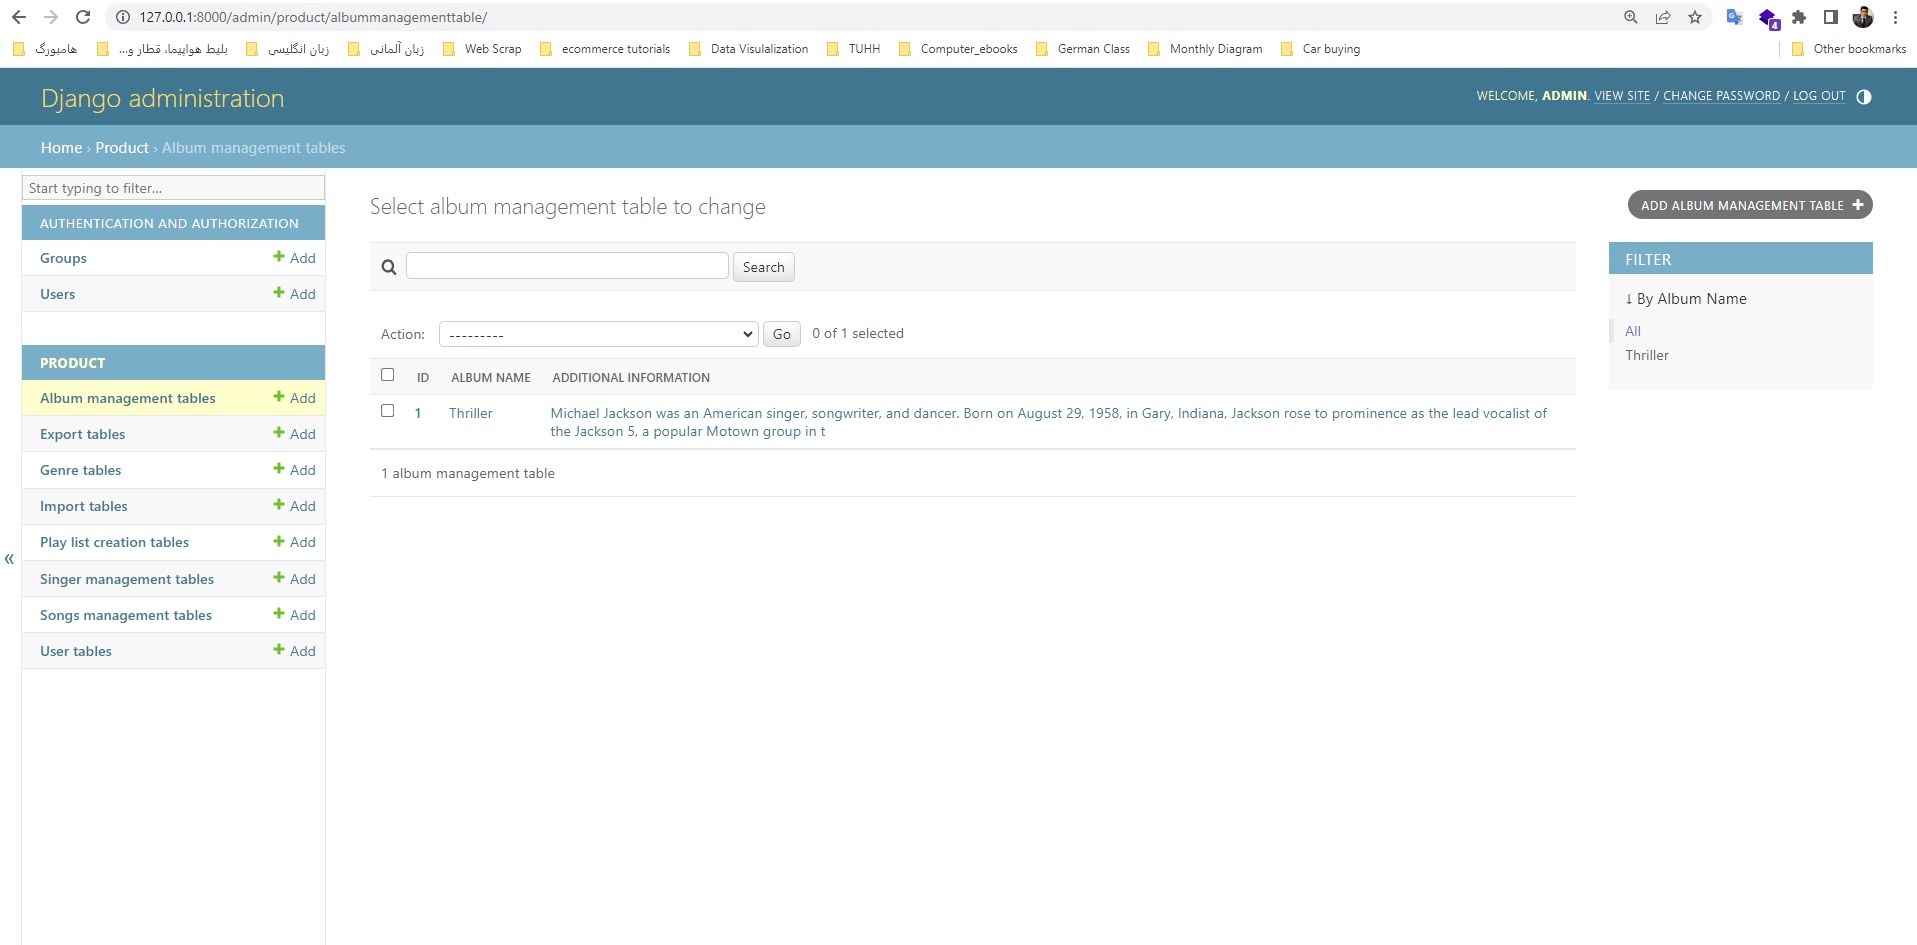 127.0.0.1:8000/admin/product/albummanagementtable/
هامبورگ
بلیط هواپیما، قطار و...
زبان انگلیسی
زبان آلمانی
Web Scrap
ecommerce tutorials
Data Visulalization
TUHH
Computer_ebooks
German Class
Monthly Diagram
Car buying
Other bookmarks
4
Django administration
WELCOME, ADMIN. VIEW SITE / CHANGE PASSWORD / LOG OUT
Home › Product › Album management tables
Start typing to filter...
AUTHENTICATION AND AUTHORIZATION
Groups + Add
Users + Add
PRODUCT
Album management tables + Add
Export tables + Add
Genre tables + Add
Import tables + Add
Play list creation tables + Add
Singer management tables + Add
Songs management tables + Add
User tables + Add
«
Select album management table to change
ADD ALBUM MANAGEMENT TABLE +
Search
Action: --------- Go 0 of 1 selected
ID ALBUM NAME ADDITIONAL INFORMATION
1 Thriller Michael Jackson was an American singer, songwriter, and dancer. Born on August 29, 1958, in Gary, Indiana, Jackson rose to prominence as the lead vocalist of
the Jackson 5, a popular Motown group in t
1 album management table
FILTER
↓ By Album Name
All
Thriller